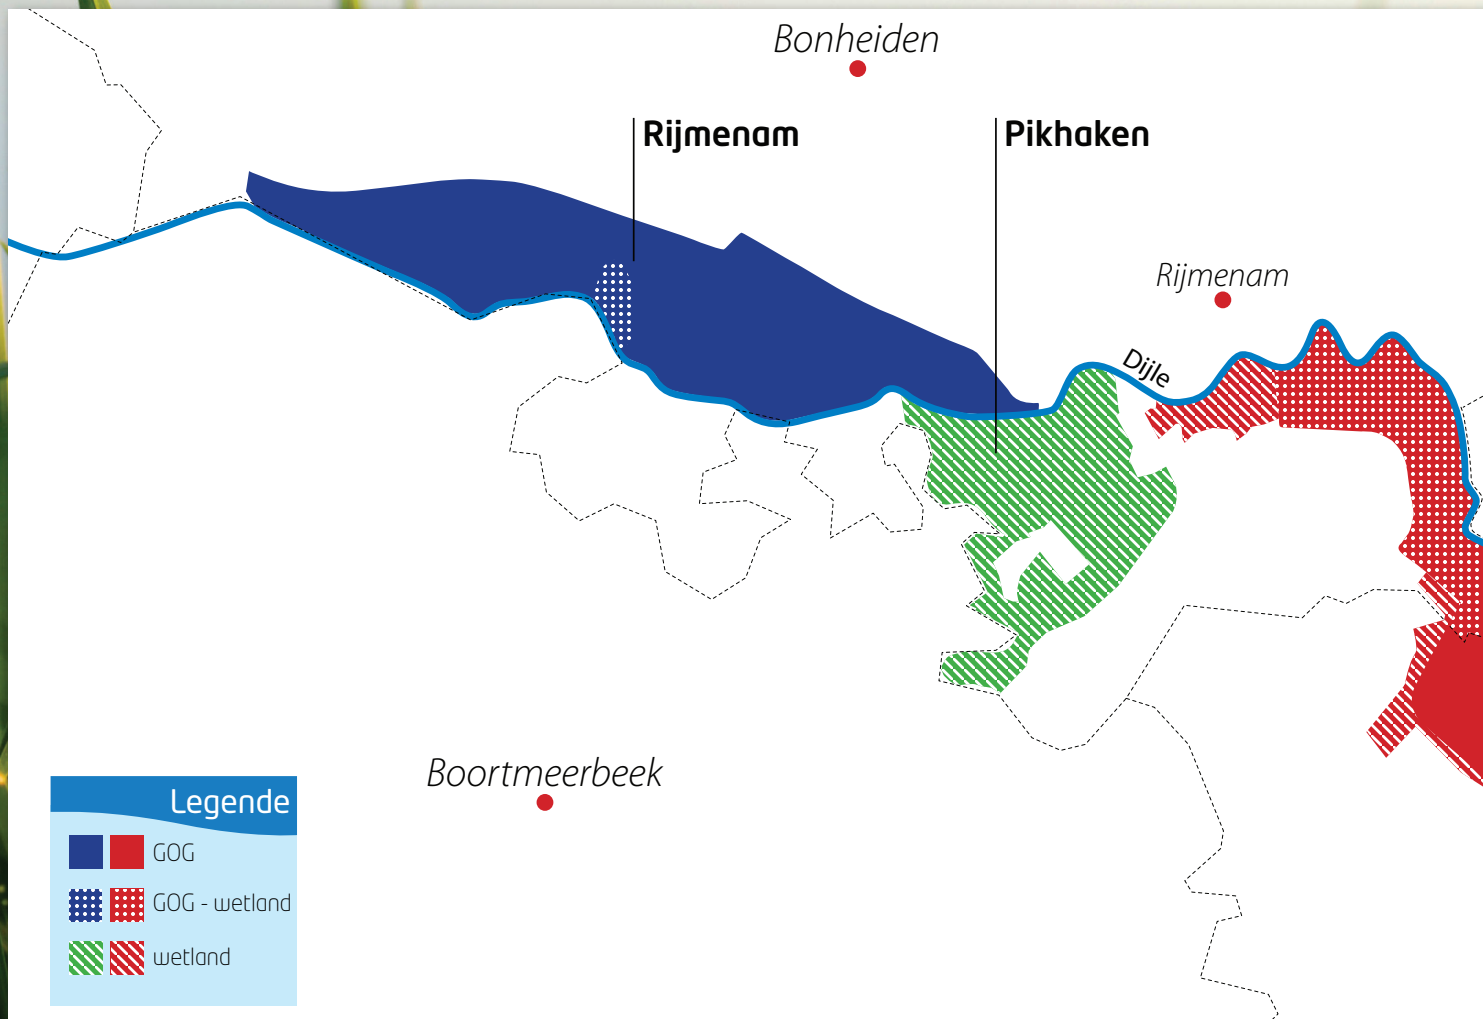 Bonheiden
Rijmenam
Pikhaken
Rijmenam
Dijle
Boortmeerbeek
Legende
GOG
GOG - wetland
wetland